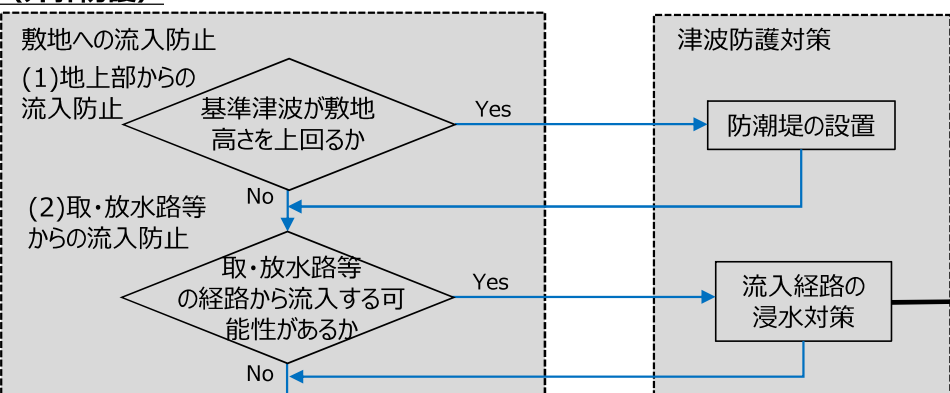 敷地への流入防止
(1)地上部からの
流入防止
基準津波が敷地
高さを上回るか
Yes
No
津波防護対策
防潮堤の設置
(2)取・放水路等
からの流入防止
取・放水路等
の経路から流入する可
能性があるか
Yes
No
流入経路の
浸水対策